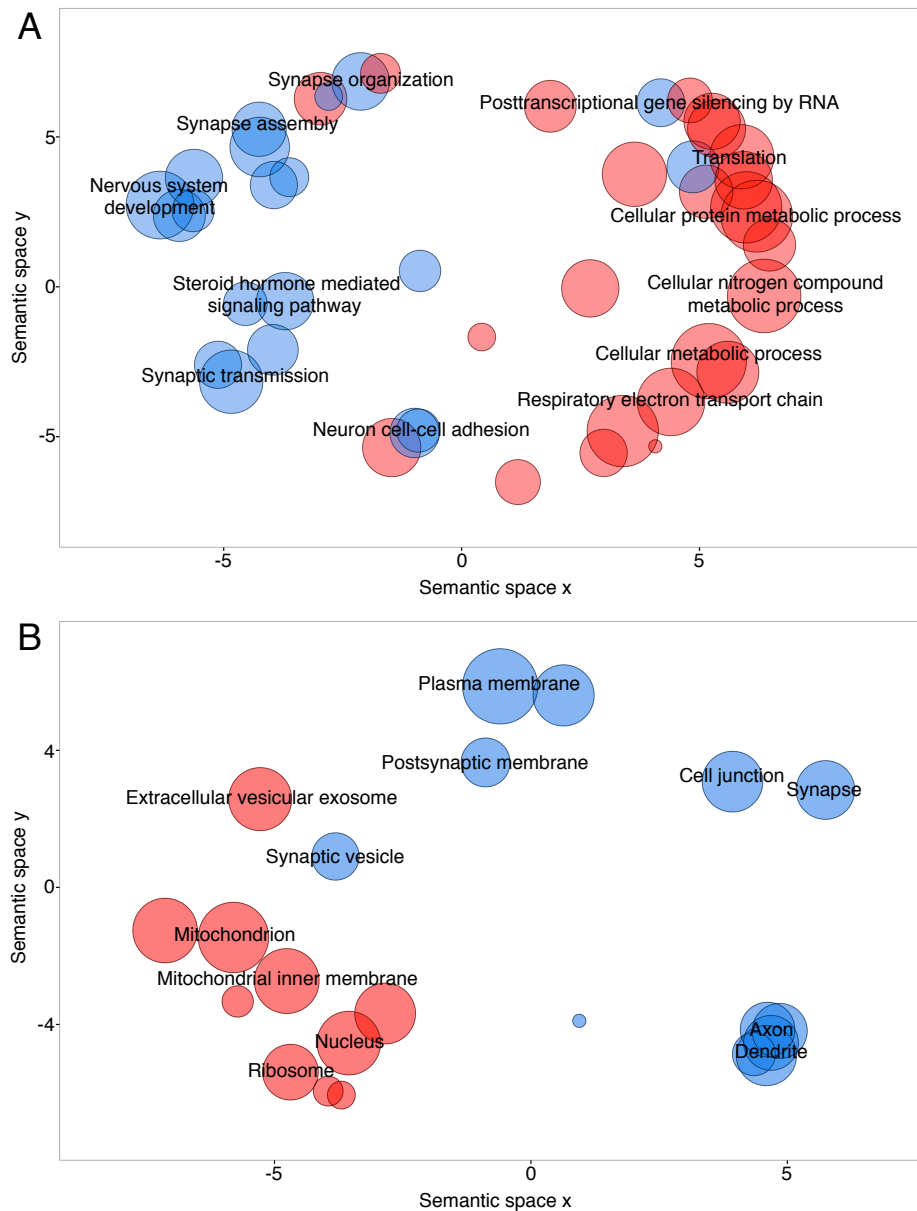 A
Synapse organization
Posttranscriptional gene silencing by RNA
Synapse assembly
5
Translation
Nervous system
development
Cellular protein metabolic process
Semantic space y
0
Steroid hormone mediated
signaling pathway
Cellular nitrogen compound
metabolic process
Synaptic transmission
Cellular metabolic process
Respiratory electron transport chain
Neuron cell-cell adhesion
-5
-5
0
5
Semantic space x
B
Plasma membrane
4
Postsynaptic membrane
Cell junction
Synapse
Extracellular vesicular exosome
Synaptic vesicle
Semantic space y
0
Mitochondrion
Mitochondrial inner membrane
-4
Axon
Nucleus
Dendrite
Ribosome
-5
0
5
Semantic space x